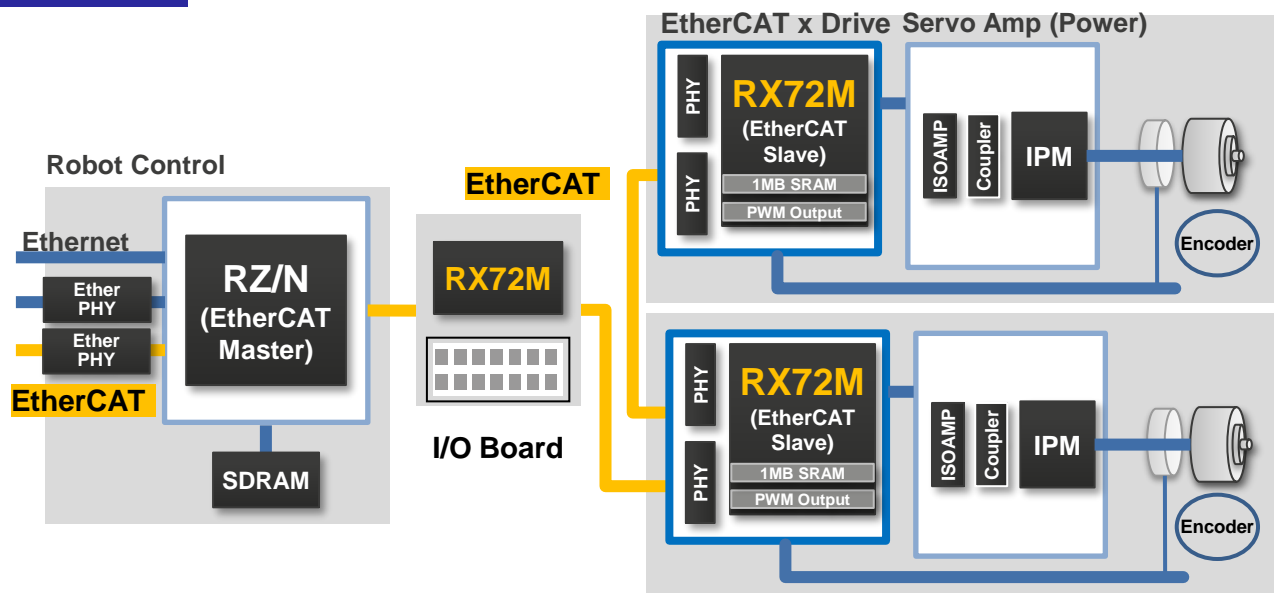 EtherCAT x Drive Servo Amp (Power)
PHY
PHY
RX72M
(EtherCAT
Slave)
1MB SRAM
PWM Output
ISOAMP
Coupler
IPM
Encoder
Robot Control
Ethernet
Ether
PHY
Ether
PHY
EtherCAT
RZ/N
(EtherCAT
Master)
SDRAM
RX72M
I/O Board
EtherCAT
PHY
PHY
RX72M
(EtherCAT
Slave)
1MB SRAM
PWM Output
ISOAMP
Coupler
IPM
Encoder